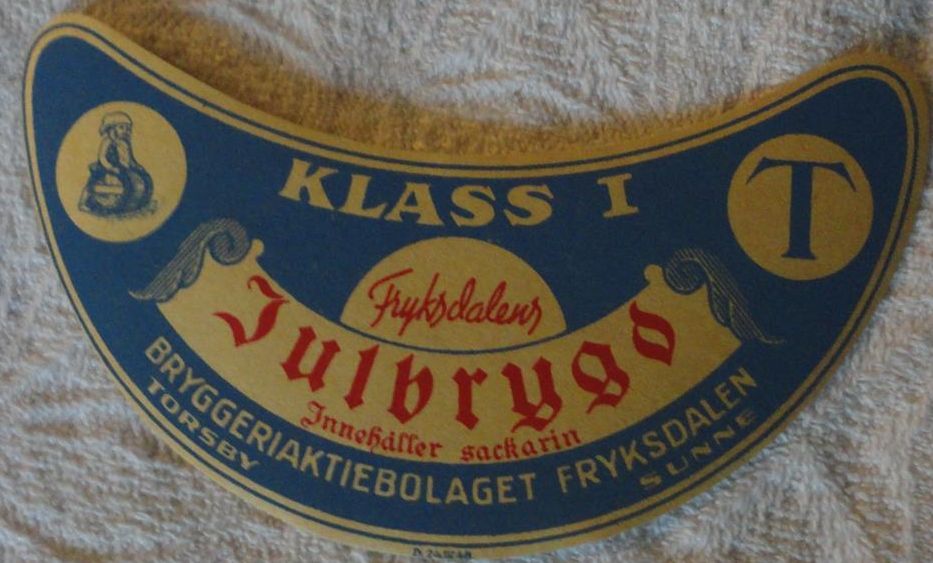 KLASS I
T
Fryksdalens
Julbrygd
Innehåller sackarin
BRYGGERIAKTIEBOLAGET FRYKSDALEN
TORSBY
SUNNE